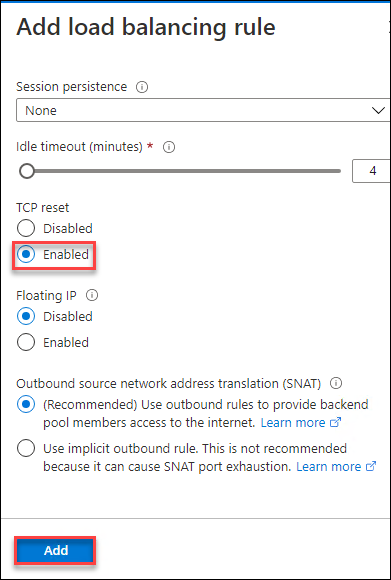 Add load balancing rule
Session persistence
None
Idle timeout (minutes) *
4
TCP reset
Disabled
Enabled
Floating IP
Disabled
Enabled
Outbound source network address translation (SNAT)
(Recommended) Use outbound rules to provide backend
pool members access to the internet. Learn more
Use implicit outbound rule. This is not recommended
because it can cause SNAT port exhaustion. Learn more
Add